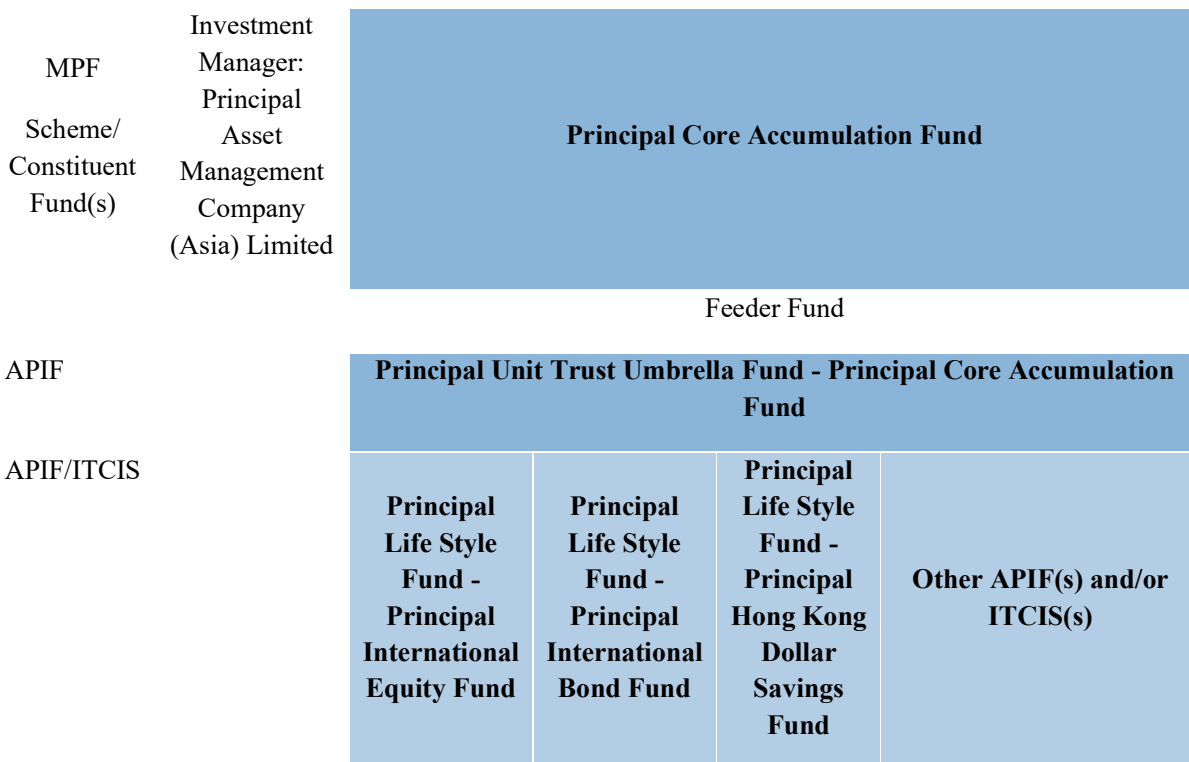 MPF
Scheme/
Constituent
Fund(s)
Investment
Manager:
Principal
Asset
Management
Company
(Asia) Limited
Principal Core Accumulation Fund
Feeder Fund
APIF
Principal Unit Trust Umbrella Fund - Principal Core Accumulation
Fund
APIF/ITCIS
Principal
Life Style
Fund -
Principal
International
Equity Fund
Principal
Life Style
Fund -
Principal
International
Bond Fund
Principal
Life Style
Fund -
Principal
Hong Kong
Dollar
Savings
Fund
Other APIF(s) and/or
ITCIS(s)